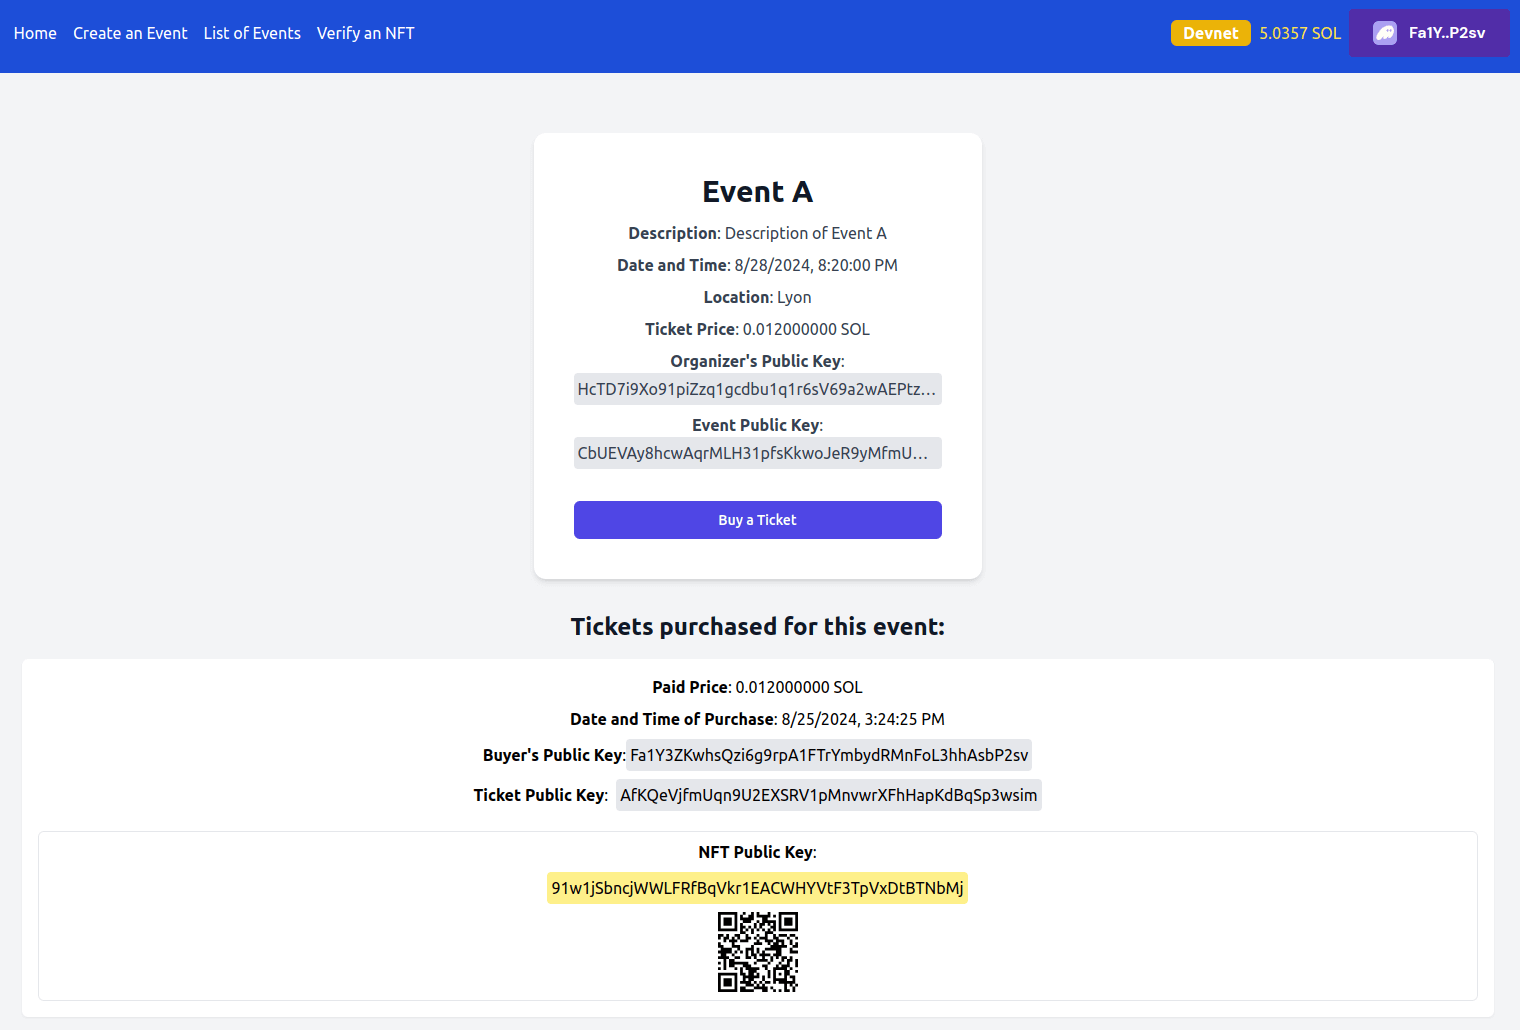 Home Create an Event List of Events Verify an NFT Devnet 5.0357 SOL Fa1Y..P2sv
Event A
Description: Description of Event A
Date and Time: 8/28/2024, 8:20:00 PM
Location: Lyon
Ticket Price: 0.012000000 SOL
Organizer's Public Key:
HcTD7i9Xo91piZzq1gcdbu1q1r6sV69a2wAEPtz...
Event Public Key:
CbUEVAy8hcwAqrMLH31pfsKkwoJeR9yMfmU...
Buy a Ticket
Tickets purchased for this event:
Paid Price: 0.012000000 SOL
Date and Time of Purchase: 8/25/2024, 3:24:25 PM
Buyer's Public Key: Fa1Y3ZKwhsQzi6g9rpA1FTrYmbydRMnFoL3hhAsbP2sv
Ticket Public Key: AfKQeVjfmUqn9U2EXSRV1pMnvwrXFhHapKdBqSp3wsim
NFT Public Key:
91w1jSbncjWWLFRfBqVkr1EACWHYVtF3TpVxDtBTNbMj